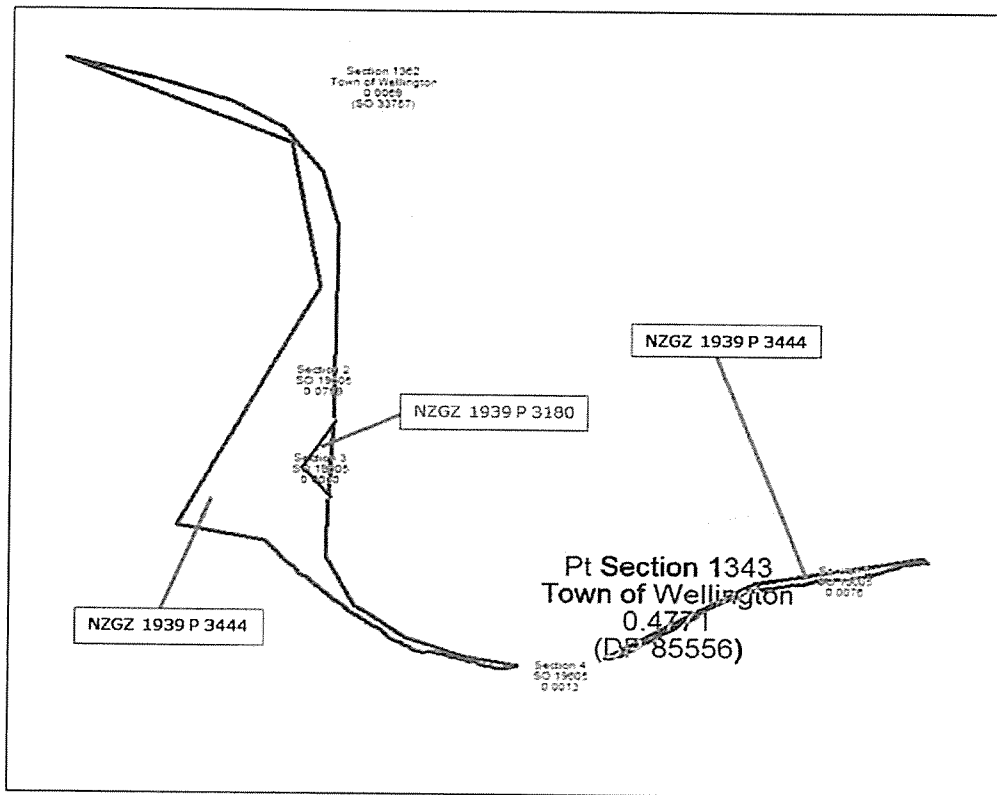 Section 1362
Town of Wellington
0.0069
(SO 33767)
NZGZ 1939 P 3444
Section 2
SO 19605
NZGZ 1939 P 3180
Section 3
SO 19605
Pt Section 1343
Town of Wellington
0.4771
(DP 85556)
0.0076
NZGZ 1939 P 3444
Section 4
SO 19605
0.0013